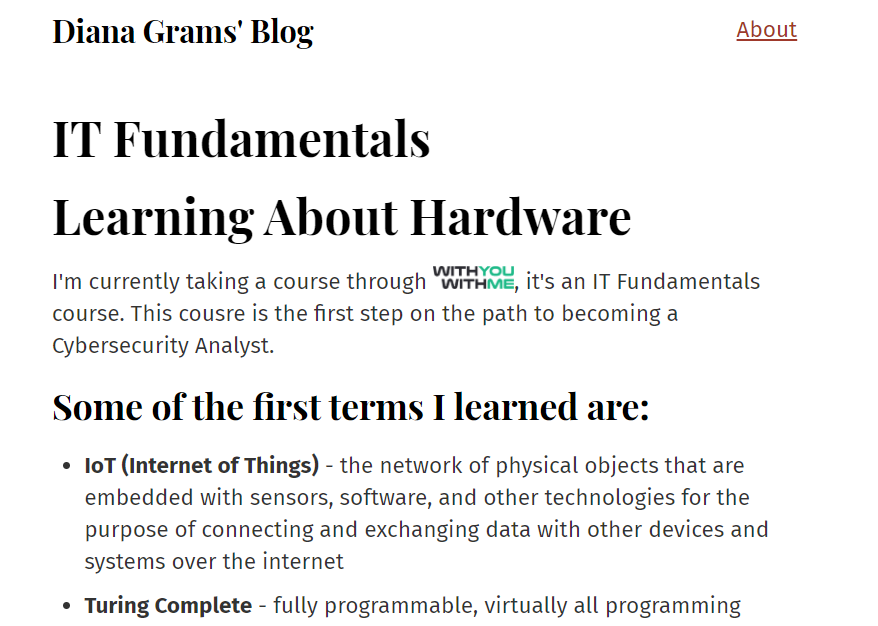 Diana Grams' Blog
About
IT Fundamentals
Learning About Hardware
I'm currently taking a course through WITHYOU WITHME, it's an IT Fundamentals
course. This cousre is the first step on the path to becoming a
Cybersecurity Analyst.
Some of the first terms I learned are:
• IoT (Internet of Things) - the network of physical objects that are
embedded with sensors, software, and other technologies for the
purpose of connecting and exchanging data with other devices and
systems over the internet
• Turing Complete - fully programmable, virtually all programming